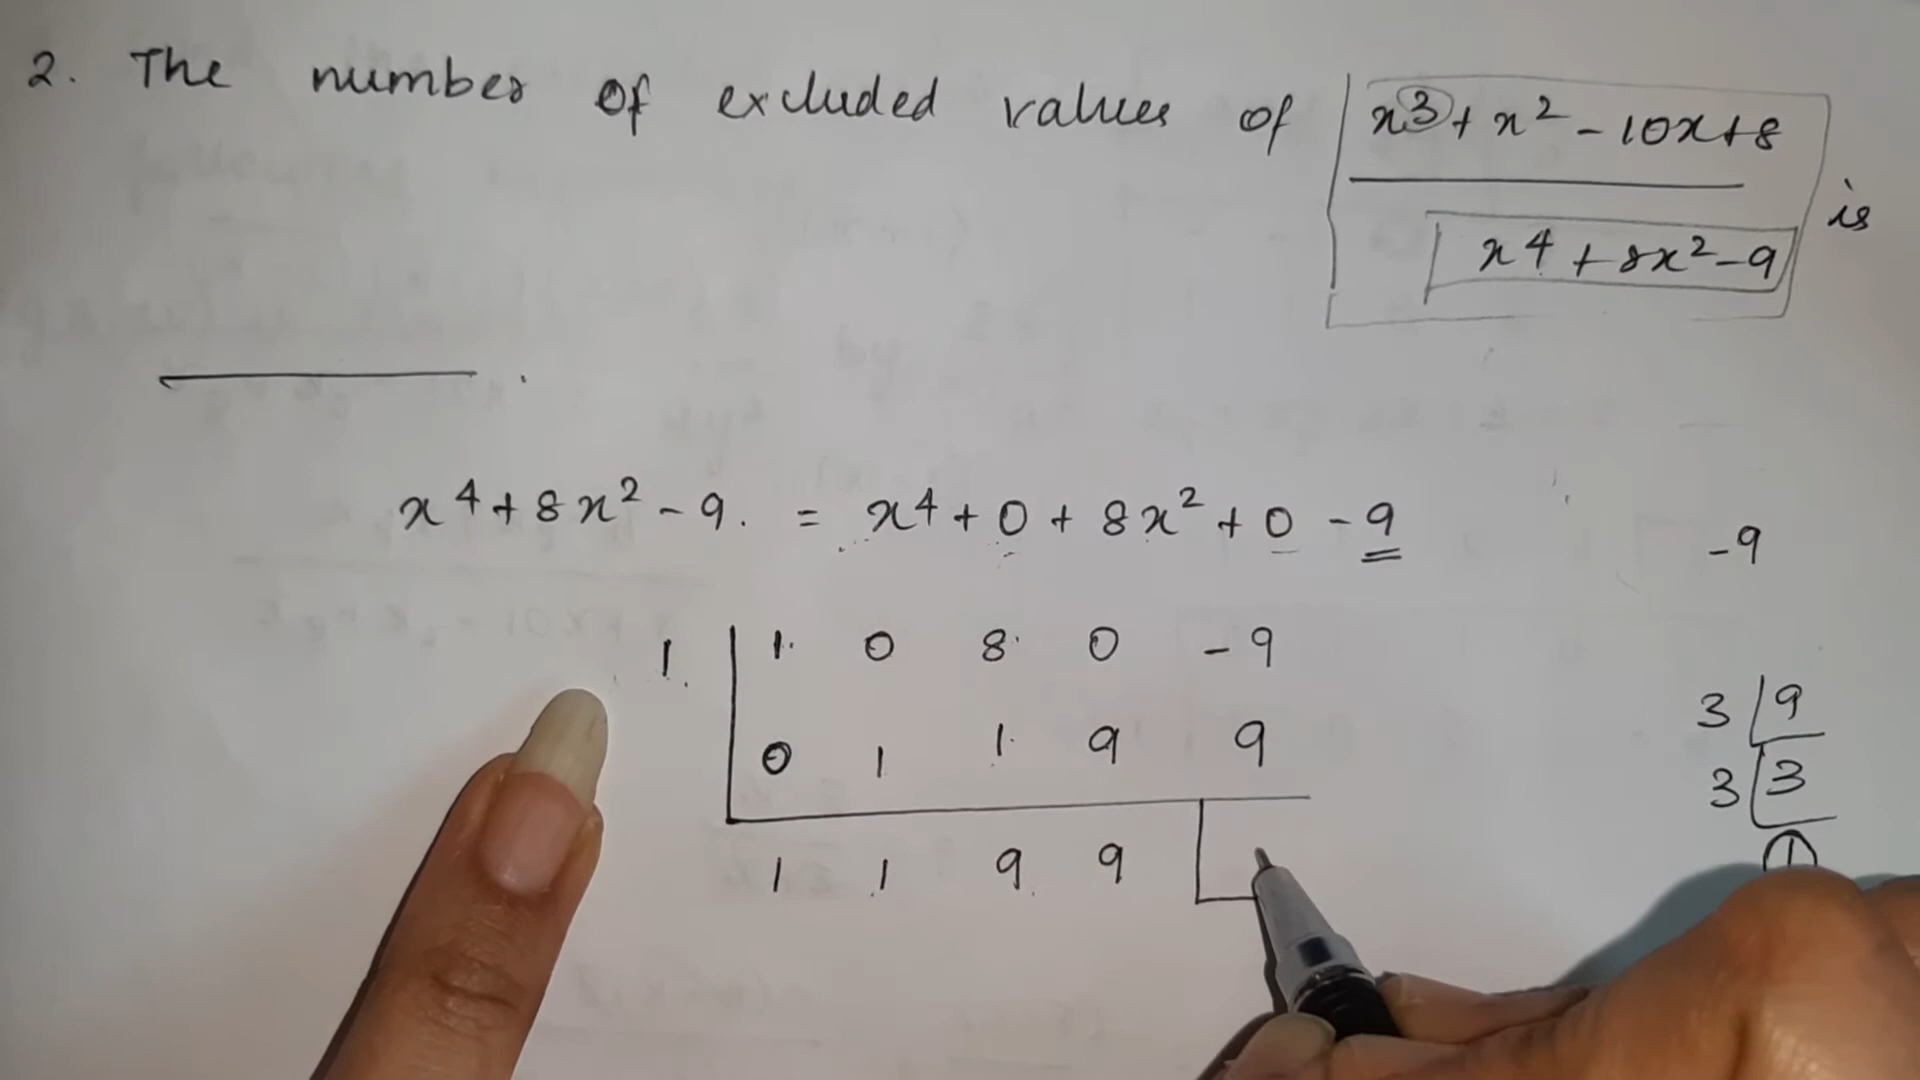 2. The number of excluded values of x³ + x² - 10x + 8
x⁴ + 8x² - 9
is
x⁴ + 8x² - 9. = x⁴ + 0 + 8x² + 0 - 9
-9
1. 1. 0 8 0 -9
3 9
0 1 1. 9 9
3 3
1 1 9 9
1